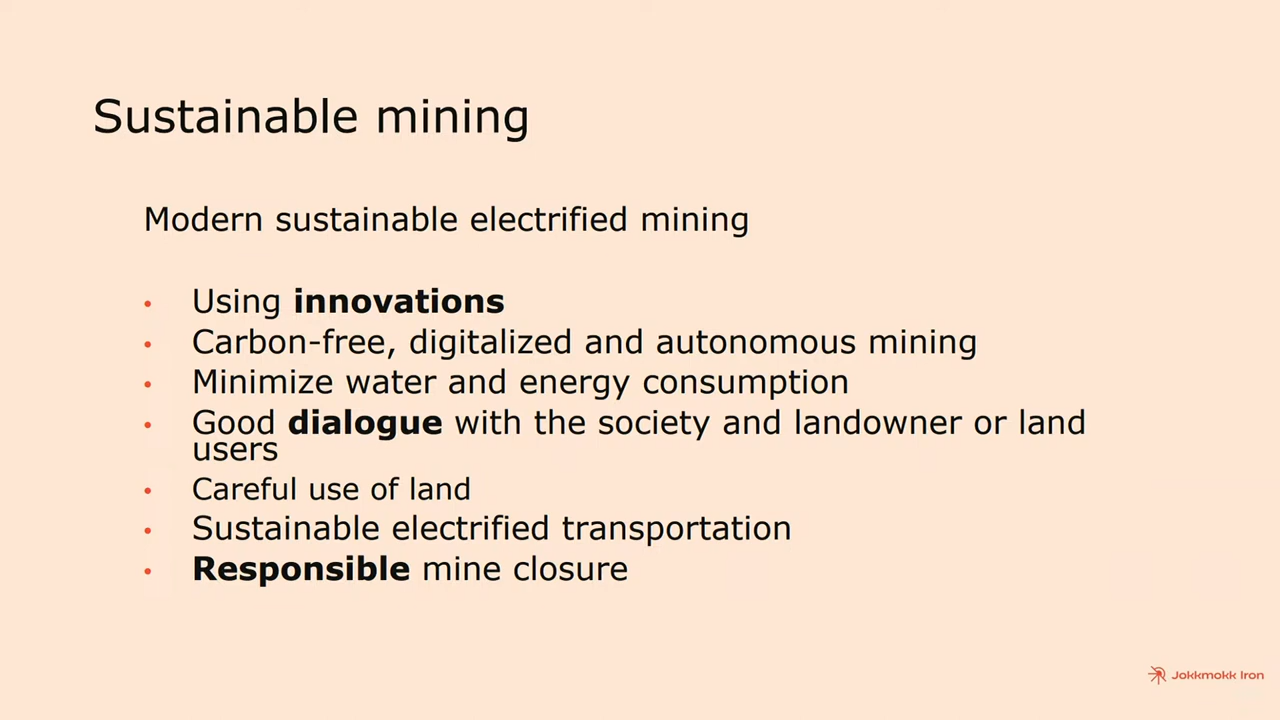 Sustainable mining
Modern sustainable electrified mining
• Using innovations
• Carbon-free, digitalized and autonomous mining
• Minimize water and energy consumption
• Good dialogue with the society and landowner or land
users
• Careful use of land
• Sustainable electrified transportation
• Responsible mine closure
Jokkmokk Iron